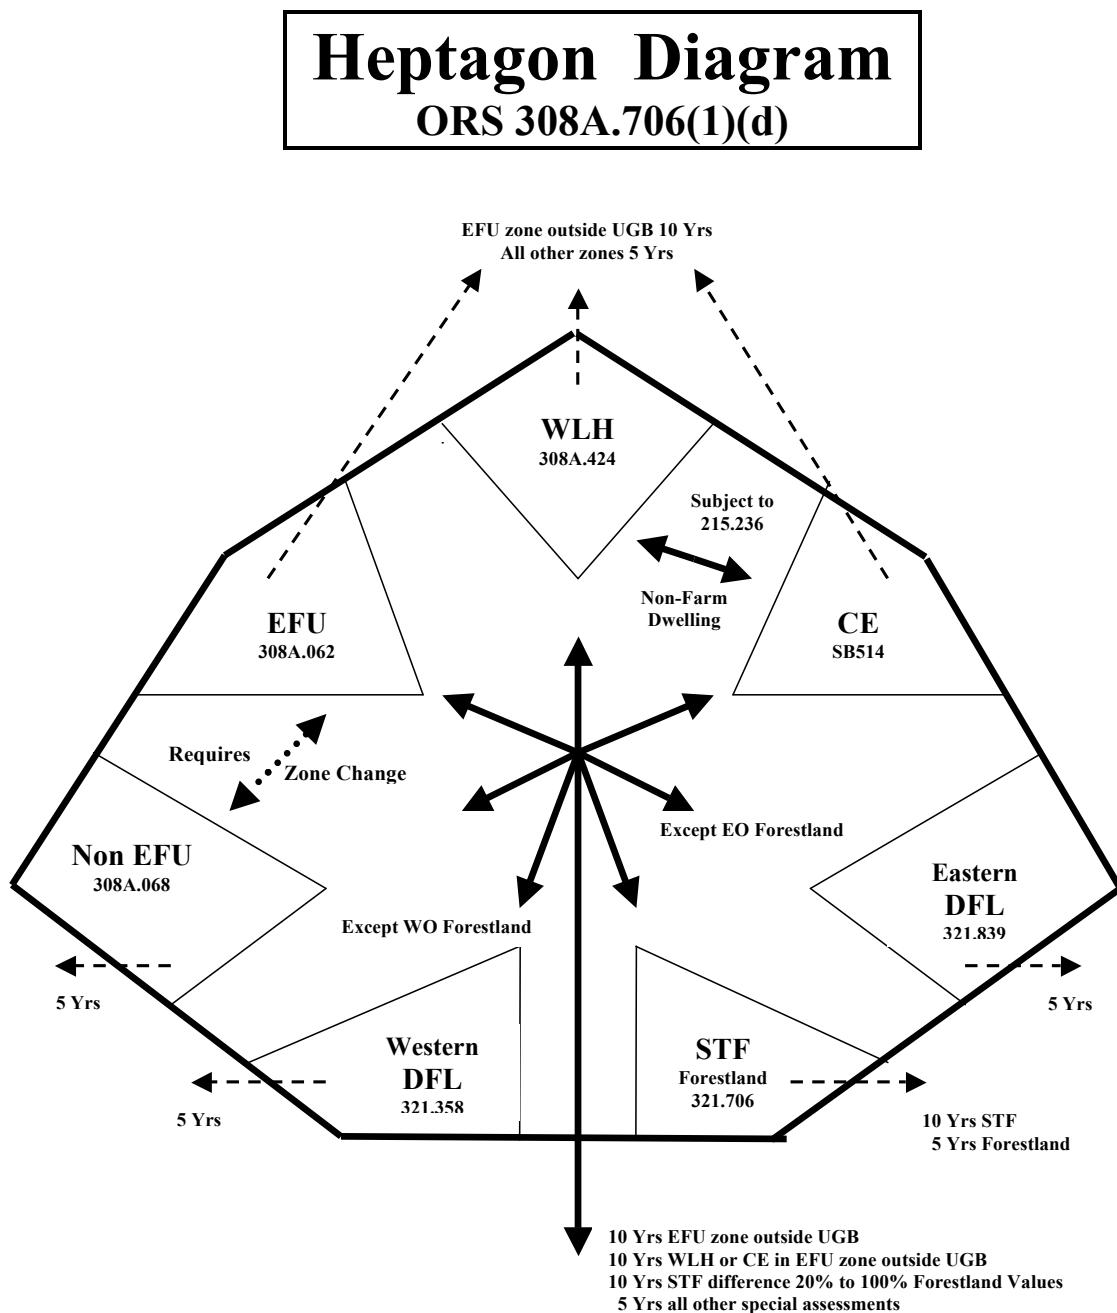 Heptagon Diagram
ORS 308A.706(1)(d)
EFU zone outside UGB 10 Yrs
All other zones 5 Yrs
WLH
308A.424
Subject to
215.236
Non-Farm
Dwelling
EFU
308A.062
CE
SB514
Requires
Zone Change
Except EO Forestland
Non EFU
308A.068
Eastern
DFL
321.839
Except WO Forestland
5 Yrs
5 Yrs
Western
DFL
321.358
STF
Forestland
321.706
5 Yrs
10 Yrs STF
5 Yrs Forestland
10 Yrs EFU zone outside UGB
10 Yrs WLH or CE in EFU zone outside UGB
10 Yrs STF difference 20% to 100% Forestland Values
5 Yrs all other special assessments